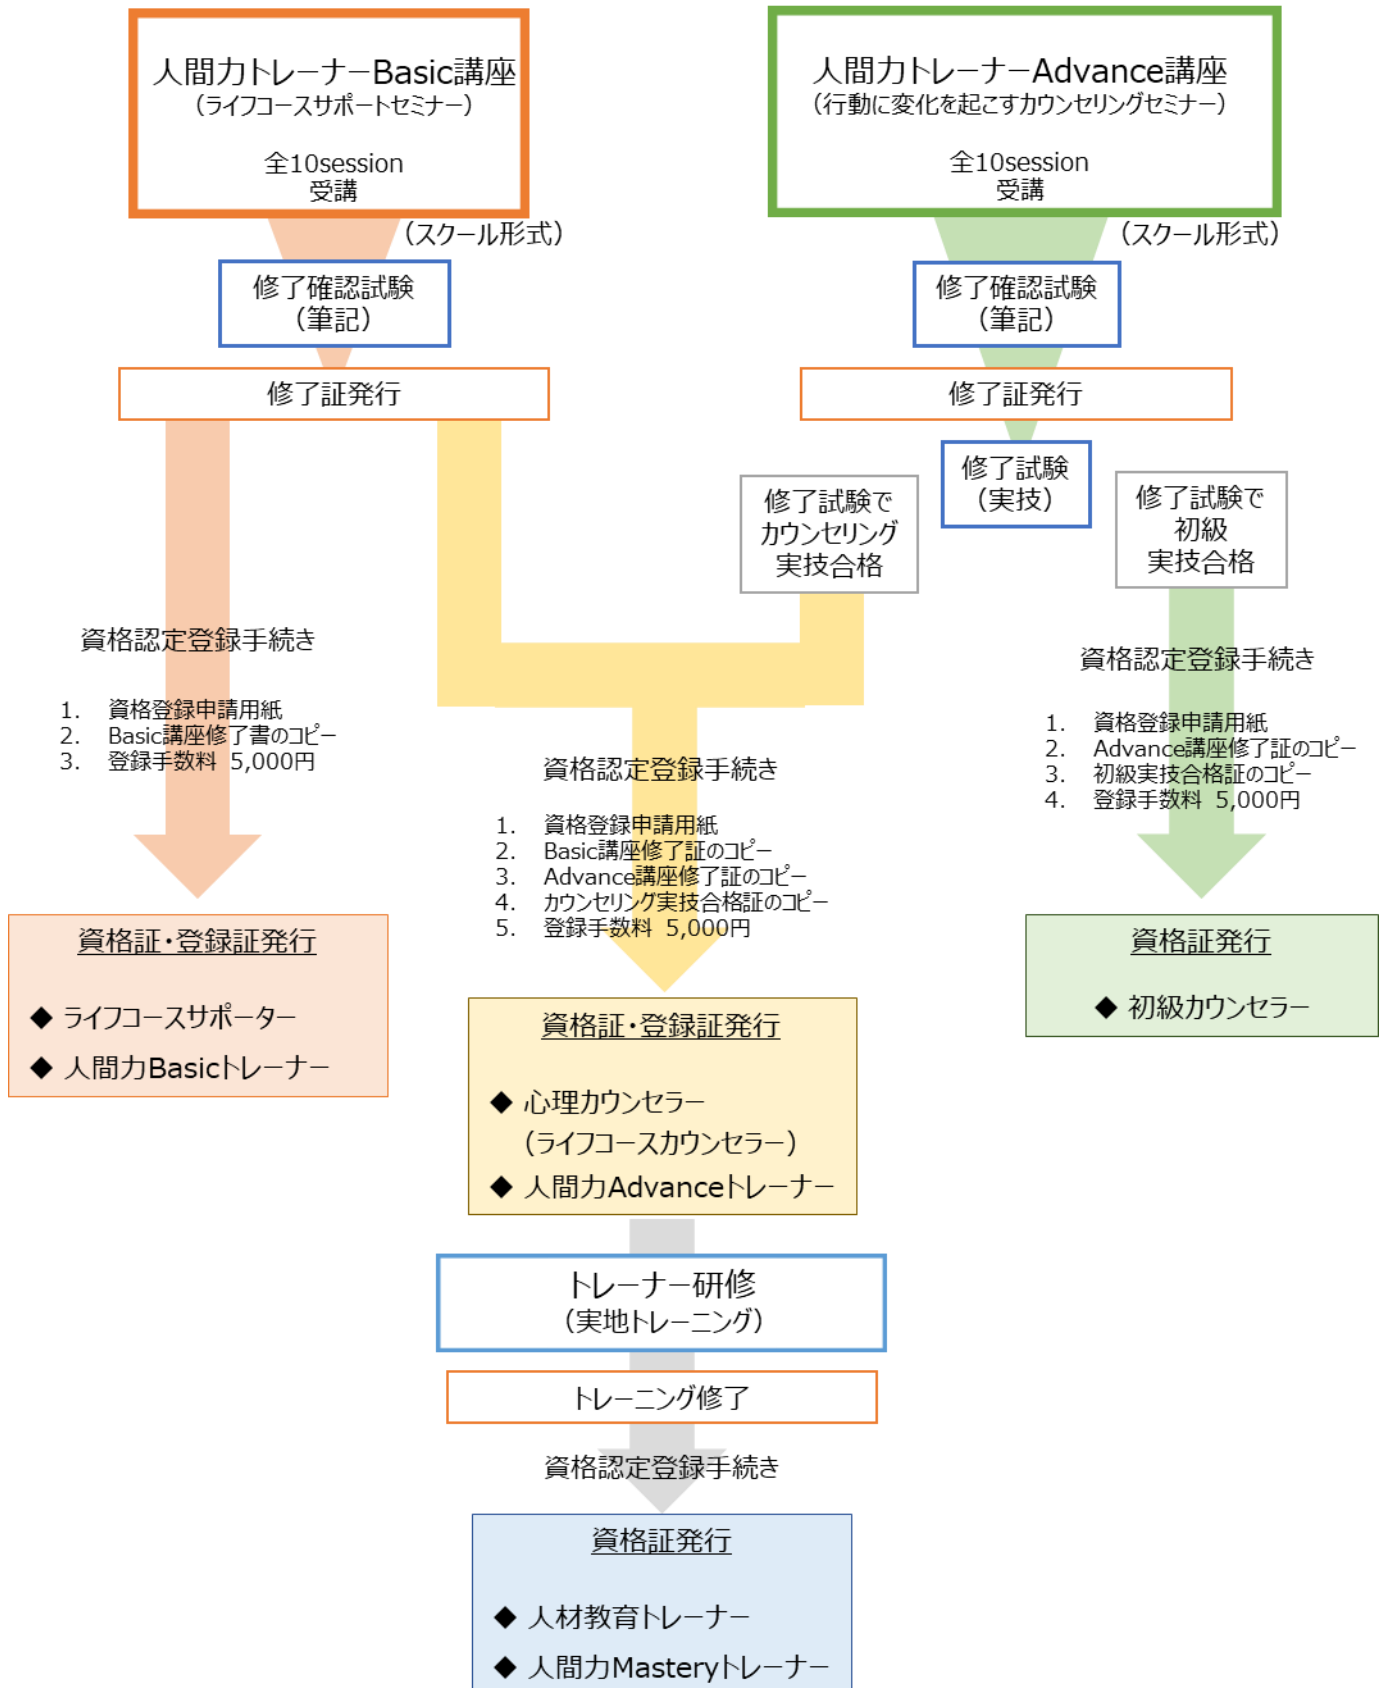 人間力トレーナーBasic講座
（ライフコースサポートセミナー）
全10session
受講
（スクール形式）
修了確認試験
（筆記）
修了証発行
人間力トレーナーAdvance講座
（行動に変化を起こすカウンセリングセミナー）
全10session
受講
（スクール形式）
修了確認試験
（筆記）
修了証発行
修了試験
（実技）
修了試験で
カウンセリング
実技合格
修了試験で
初級
実技合格
資格認定登録手続き
1. 資格登録申請用紙
2. Basic講座修了書のコピー
3. 登録手数料 5,000円
資格認定登録手続き
1. 資格登録申請用紙
2. Basic講座修了証のコピー
3. Advance講座修了証のコピー
4. カウンセリング実技合格証のコピー
5. 登録手数料 5,000円
資格認定登録手続き
1. 資格登録申請用紙
2. Advance講座修了証のコピー
3. 初級実技合格証のコピー
4. 登録手数料 5,000円
資格証・登録証発行
◆ ライフコースサポーター
◆ 人間力Basicトレーナー
資格証・登録証発行
◆ 心理カウンセラー
（ライフコースカウンセラー）
◆ 人間力Advanceトレーナー
資格証発行
◆ 初級カウンセラー
トレーナー研修
（実地トレーニング）
トレーニング修了
資格認定登録手続き
資格証発行
◆ 人材教育トレーナー
◆ 人間力Masteryトレーナー